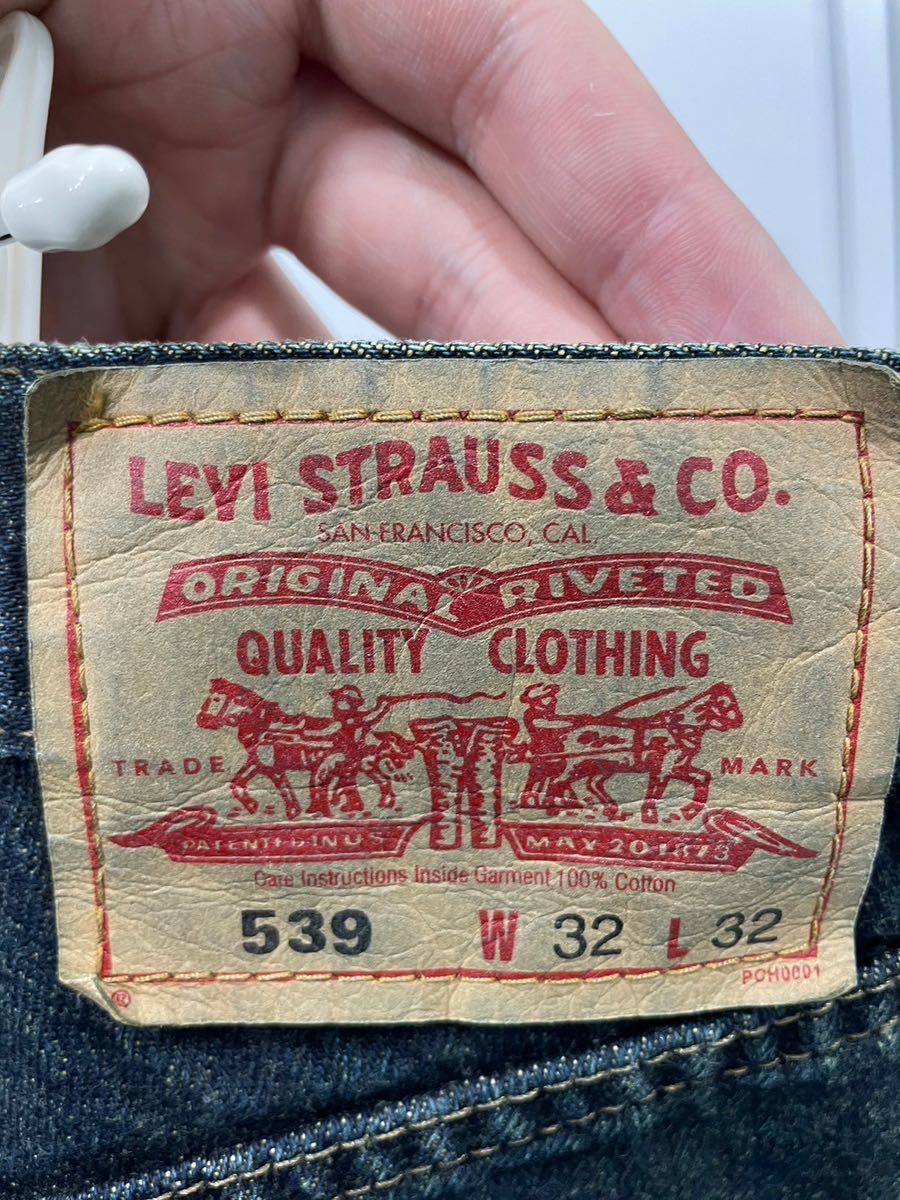 LEVI STRAUSS & CO.
SAN FRANCISCO, CAL.
ORIGINAL RIVETED
QUALITY CLOTHING
TRADE MARK
PATENTED IN U.S. MAY 20 1873
Care Instructions Inside Garment 100% Cotton
539 W 32 L 32
® PCH0001